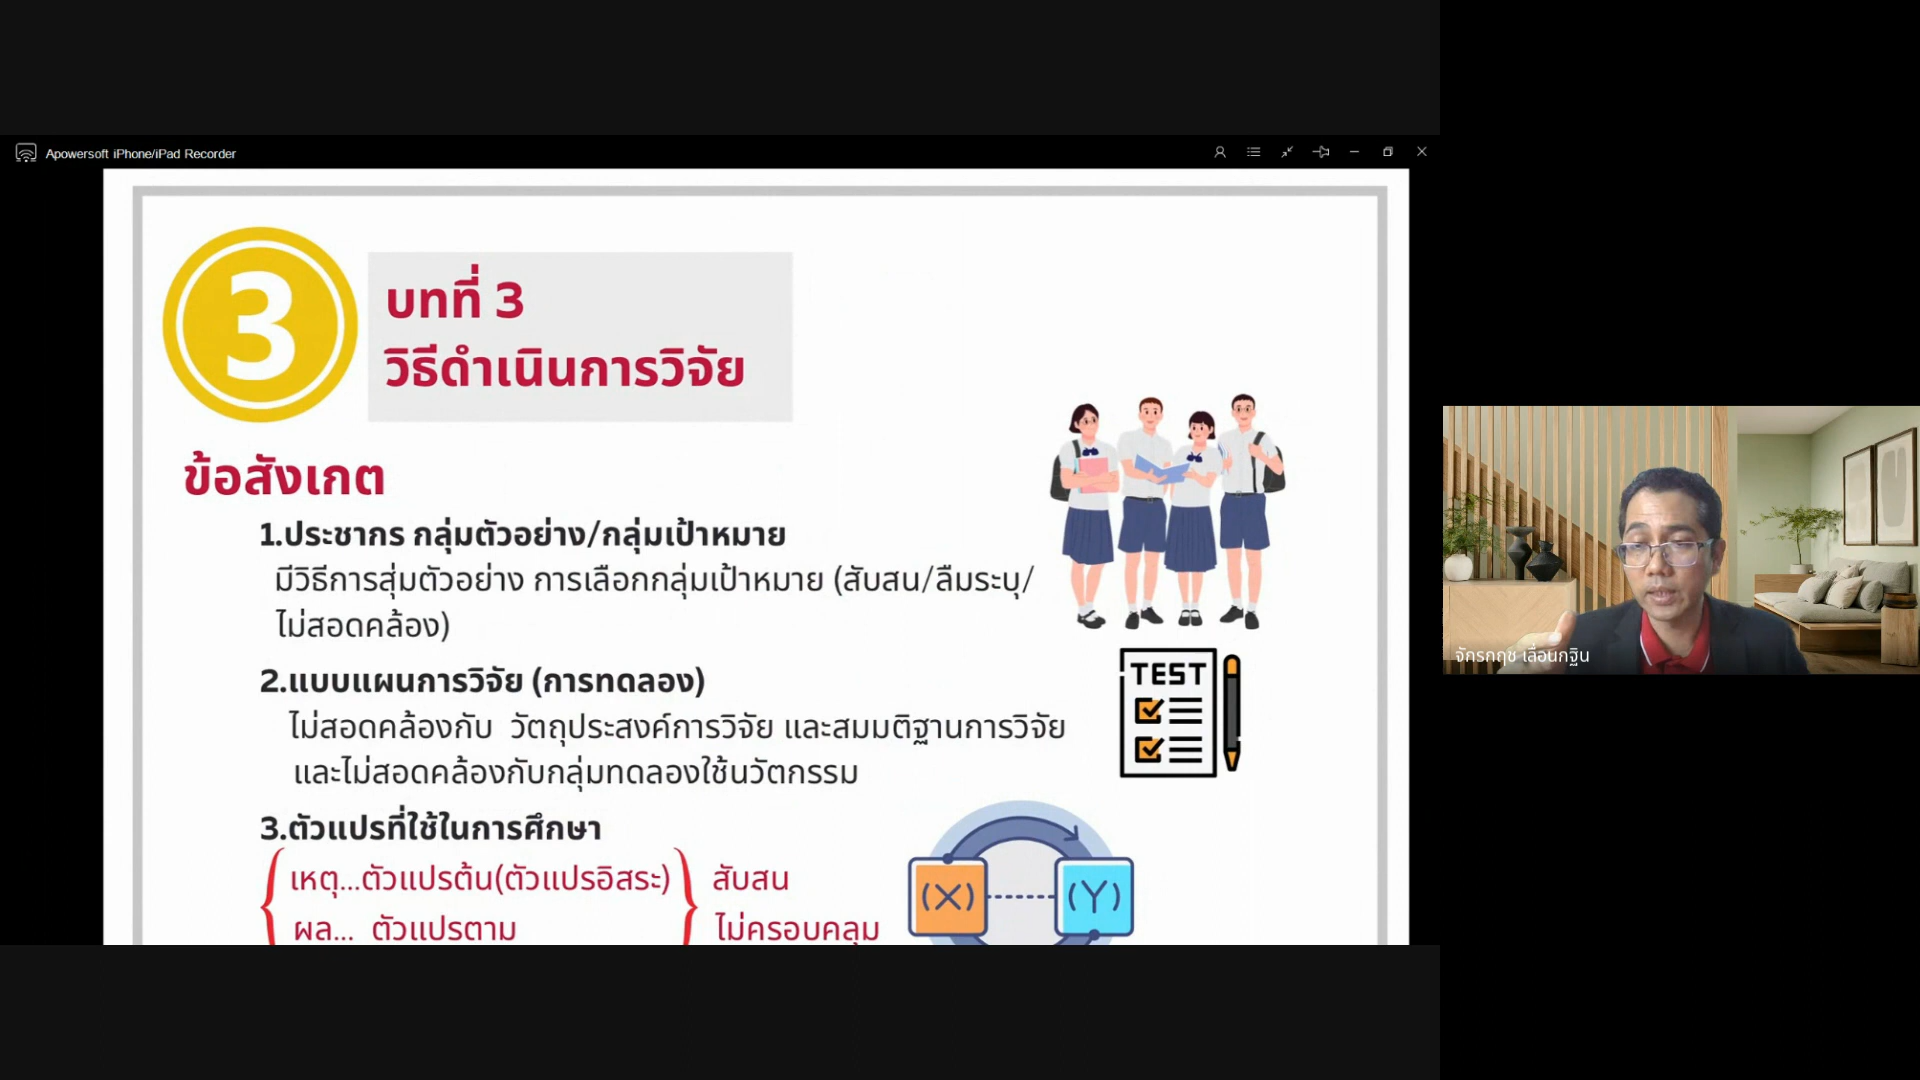 Apowersoft iPhone/iPad Recorder
3
บทที่ 3
วิธีดำเนินการวิจัย
ข้อสังเกต
1.ประชากร กลุ่มตัวอย่าง/กลุ่มเป้าหมาย
มีวิธีการสุ่มตัวอย่าง การเลือกกลุ่มเป้าหมาย (สับสน/ลืมระบุ/
ไม่สอดคล้อง)
2.แบบแผนการวิจัย (การทดลอง)
ไม่สอดคล้องกับ วัตถุประสงค์การวิจัย และสมมติฐานการวิจัย
และไม่สอดคล้องกับกลุ่มทดลองใช้นวัตกรรม
TEST
3.ตัวแปรที่ใช้ในการศึกษา
เหตุ...ตัวแปรต้น(ตัวแปรอิสระ) สับสน
ผล... ตัวแปรตาม ไม่ครอบคลุม
(X) (Y)
จักรกฤช เลื่อนกฐิน